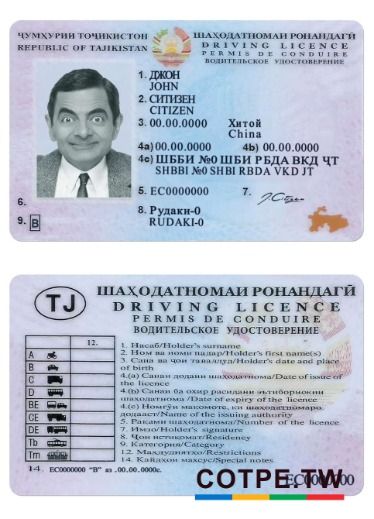 ҶУМҲУРИИ ТОҶИКИСТОН
REPUBLIC OF TAJIKISTAN
ШАҲОДАТНОМАИ РОНАНДАГӢ
DRIVING LICENCE
PERMIS DE CONDUIRE
ВОДИТЕЛЬСКОЕ УДОСТОВЕРЕНИЕ
1. ДЖОН
JOHN
2. СИТИЗЕН
CITIZEN
3. 00.00.0000 Хитой
China
4a) 00.00.0000 4b) 00.00.0000
4c) ШББИ №0 ШБИ РБДА ВКД ҶТ
SHBBI №0 SHBI RBDA VKD JT
5. EC0000000 7.
6.
8. Рудаки-0
RUDAKI-0
9. B
TJ
ШАҲОДАТНОМАИ РОНАНДАГӢ
DRIVING LICENCE
PERMIS DE CONDUIRE
ВОДИТЕЛЬСКОЕ УДОСТОВЕРЕНИЕ
12.
A
B
C
D
BE
CE
DE
Tb
Tm
1. Насаб/Holder's surname
2. Ном ва номи падар/Holder's first name(s)
3. Сана ва ҷои таваллуд/Holder's date and place
of birth
4.(a) Санаи додани шаҳодатнома/Date of issue of
the licence
4.(b) Санаи ба охир расидани эътибориокии
шаҳодатнома/Date of expiry of the licence
4.(c) Номгӯи мақомоте, ки шаҳодатномаро
додааст/Name of the issuing authority
5. Рақами шаҳодатнома/Number of the licence
7. Имзо/Holder's signature
8. Ҷои истиқомат/Residency
9. Категория/Category
12. Маҳдудиятҳо/Restrictions
14. Қайдҳои махсус/Special notes
14. EC0000000 "B" аз .00.00.0000с.
EC0000000
COTPE.TW